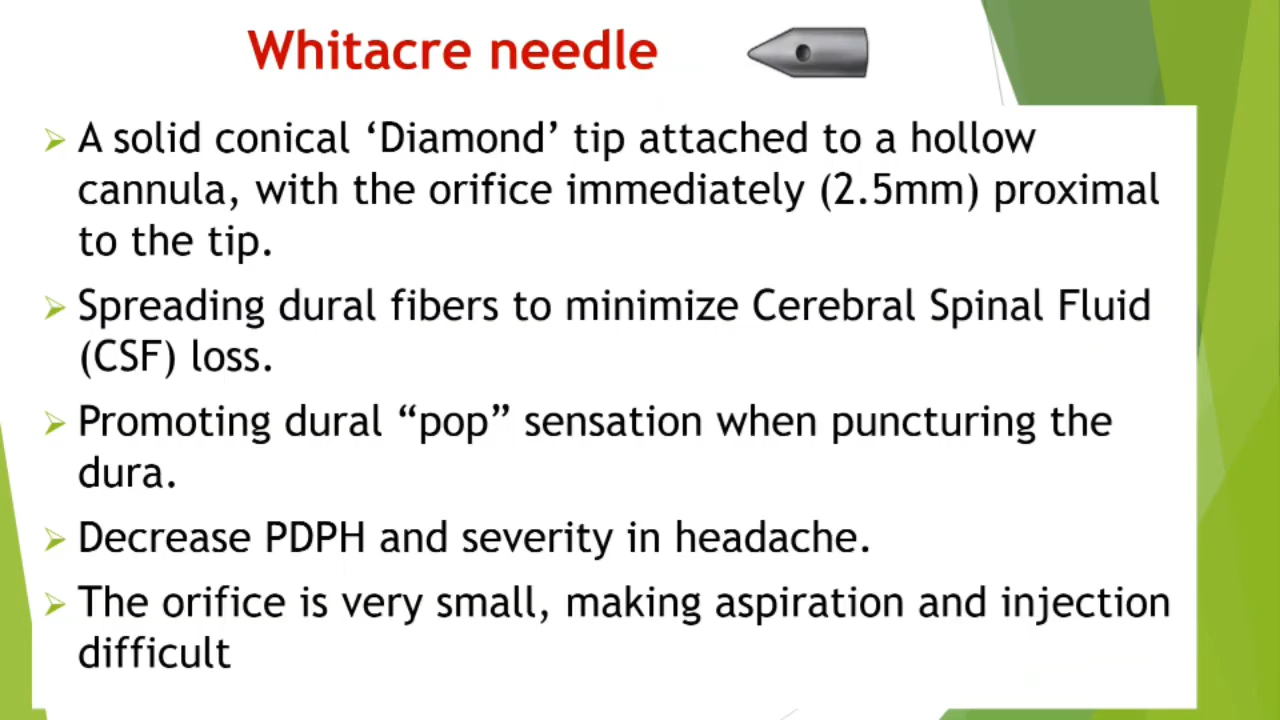 Whitacre needle
➢ A solid conical ‘Diamond’ tip attached to a hollow
cannula, with the orifice immediately (2.5mm) proximal
to the tip.
➢ Spreading dural fibers to minimize Cerebral Spinal Fluid
(CSF) loss.
➢ Promoting dural “pop” sensation when puncturing the
dura.
➢ Decrease PDPH and severity in headache.
➢ The orifice is very small, making aspiration and injection
difficult